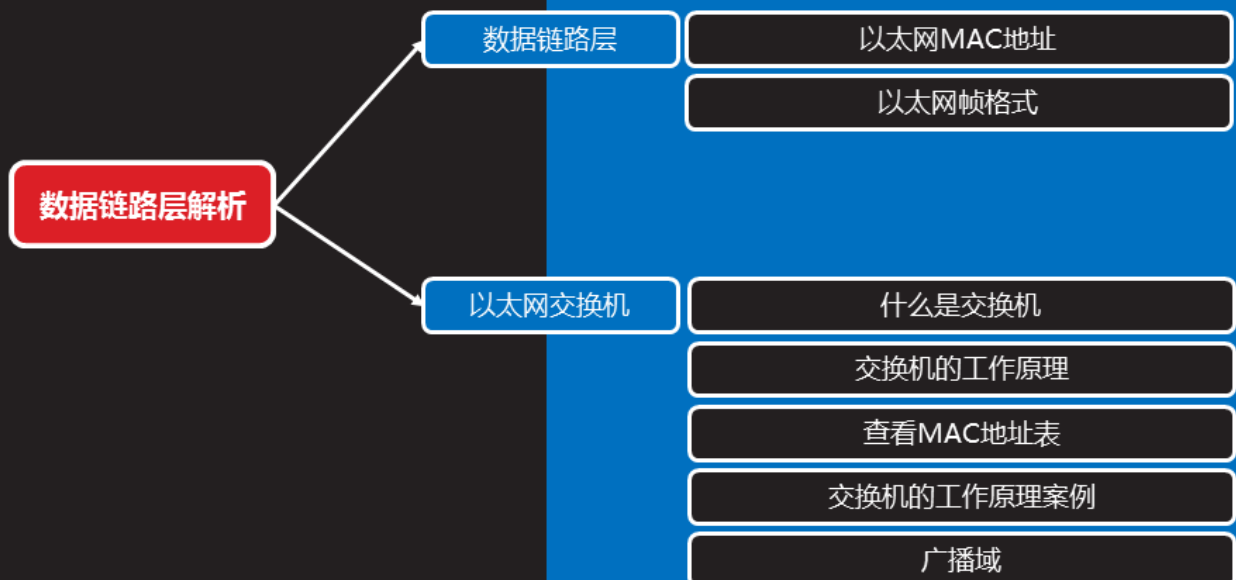 数据链路层解析
数据链路层
以太网MAC地址
以太网帧格式
以太网交换机
什么是交换机
交换机的工作原理
查看MAC地址表
交换机的工作原理案例
广播域